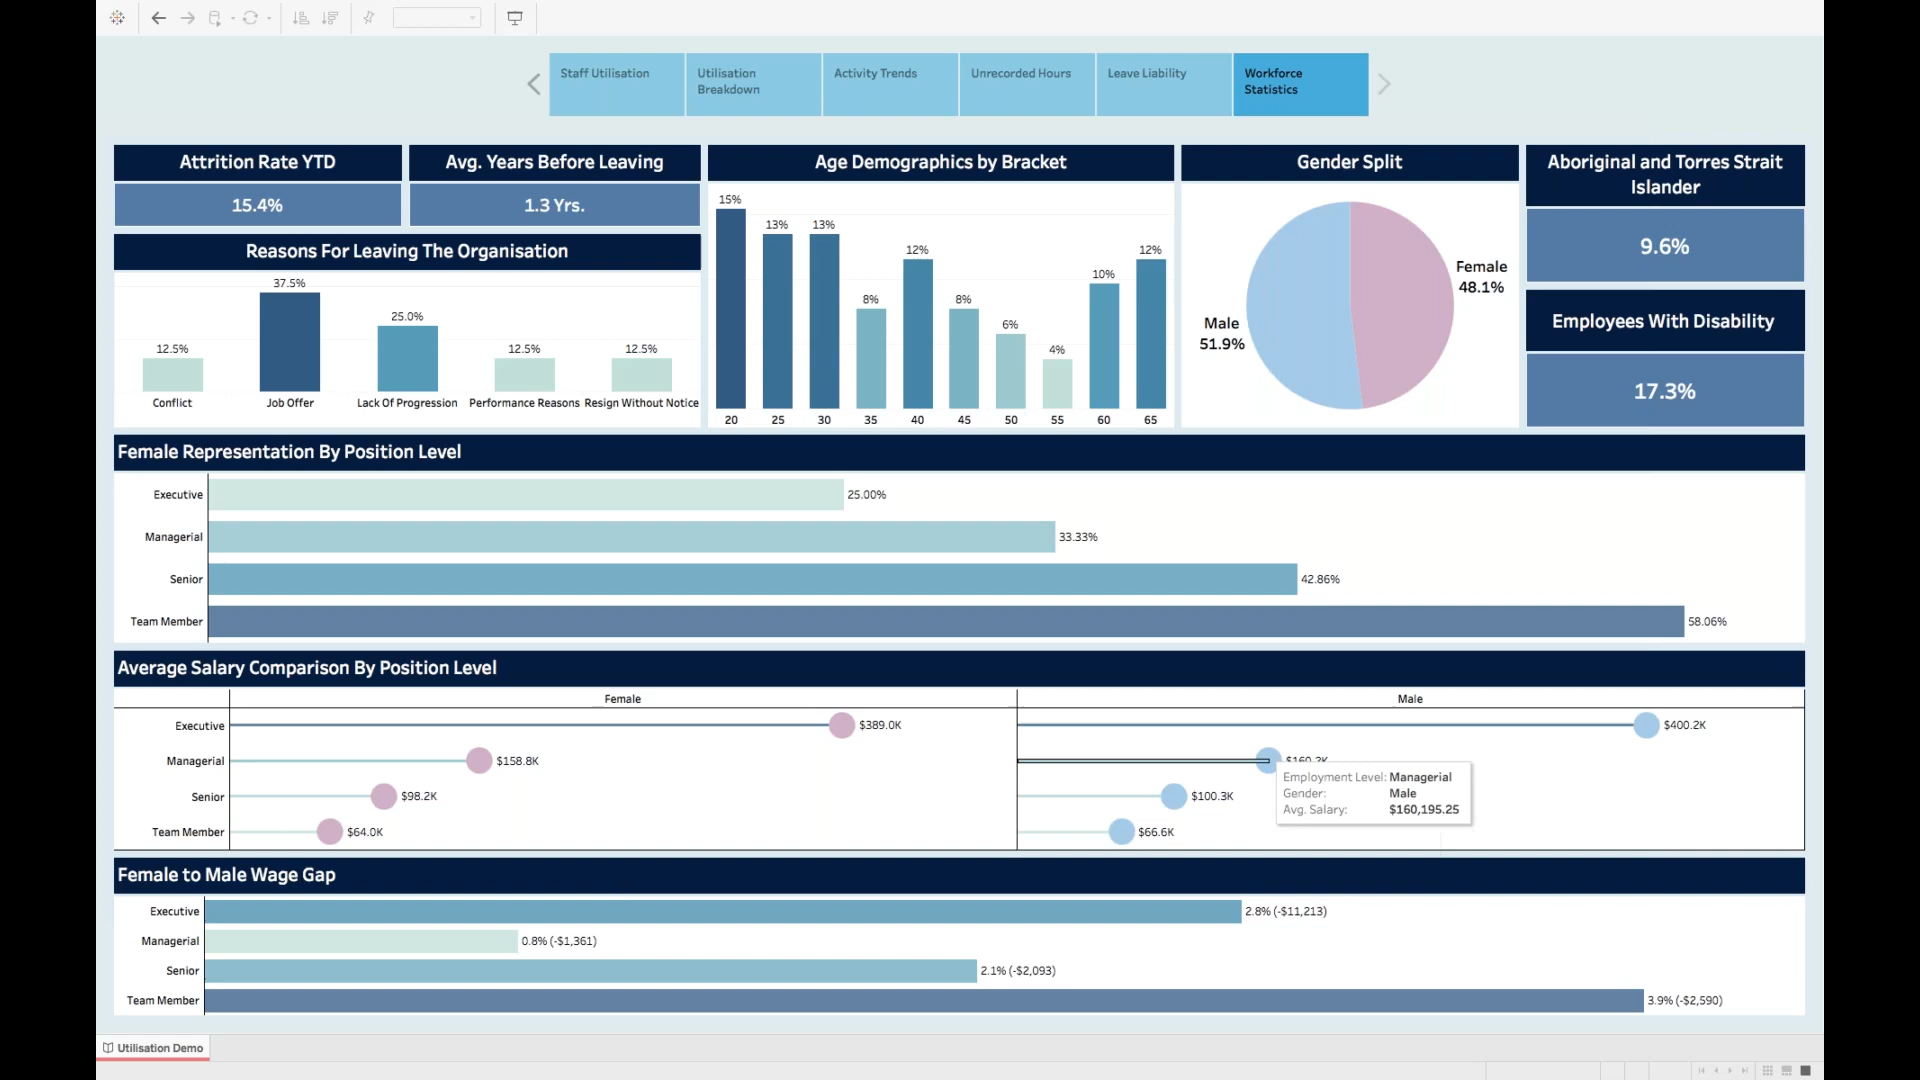 Staff Utilisation
Utilisation
Breakdown
Activity Trends
Unrecorded Hours
Leave Liability
Workforce
Statistics
Attrition Rate YTD
15.4%
Avg. Years Before Leaving
1.3 Yrs.
Reasons For Leaving The Organisation
37.5%
25.0%
12.5%
12.5%
12.5%
Conflict
Job Offer
Lack Of Progression
Performance Reasons
Resign Without Notice
Age Demographics by Bracket
15%
13%
13%
8%
12%
8%
6%
4%
10%
12%
20
25
30
35
40
45
50
55
60
65
Gender Split
Female
48.1%
Male
51.9%
Aboriginal and Torres Strait
Islander
9.6%
Employees With Disability
17.3%
Female Representation By Position Level
Executive
25.00%
Managerial
33.33%
Senior
42.86%
Team Member
58.06%
Average Salary Comparison By Position Level
Female
Male
Executive
$389.0K
$400.2K
Managerial
$158.8K
$160.2K
Senior
$98.2K
$100.3K
Team Member
$64.0K
$66.6K
Employment Level: Managerial
Gender: Male
Avg. Salary: $160,195.25
Female to Male Wage Gap
Executive
2.8% (-$11,213)
Managerial
0.8% (-$1,361)
Senior
2.1% (-$2,093)
Team Member
3.9% (-$2,590)
Utilisation Demo